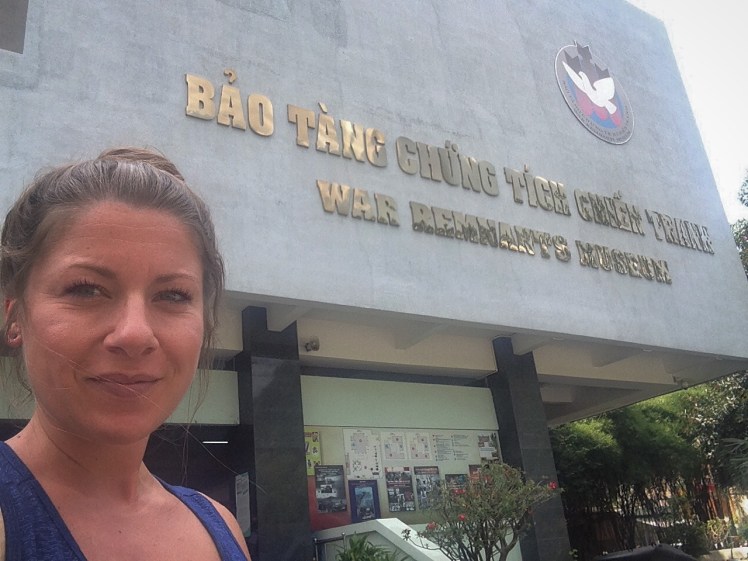 BẢO TÀNG CHỨNG TÍCH CHIẾN TRANH
WAR REMNANTS MUSEUM